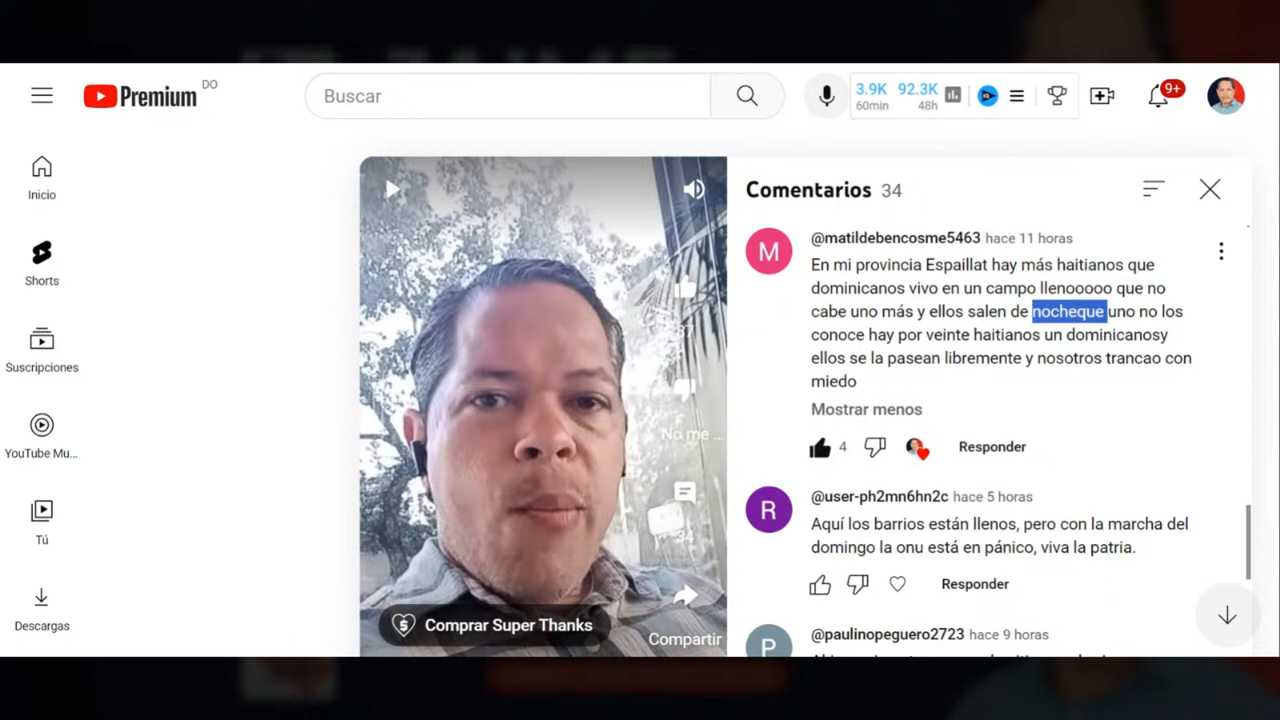 Premium DO
Buscar
3.9K 92.3K
60min 48h
9+
Inicio
Shorts
Suscripciones
YouTube Mu...
Tú
Descargas
No me ...
Comprar Super Thanks
Compartir
Comentarios 34
M
@matildebencosme5463 hace 11 horas
En mi provincia Espaillat hay más haitianos que
dominicanos vivo en un campo llenooooo que no
cabe uno más y ellos salen de nocheque uno no los
conoce hay por veinte haitianos un dominicanosy
ellos se la pasean libremente y nosotros trancao con
miedo
Mostrar menos
4 Responder
R
@user-ph2mn6hn2c hace 5 horas
Aquí los barrios están llenos, pero con la marcha del
domingo la onu está en pánico, viva la patria.
Responder
P
@paulinopeguero2723 hace 9 horas